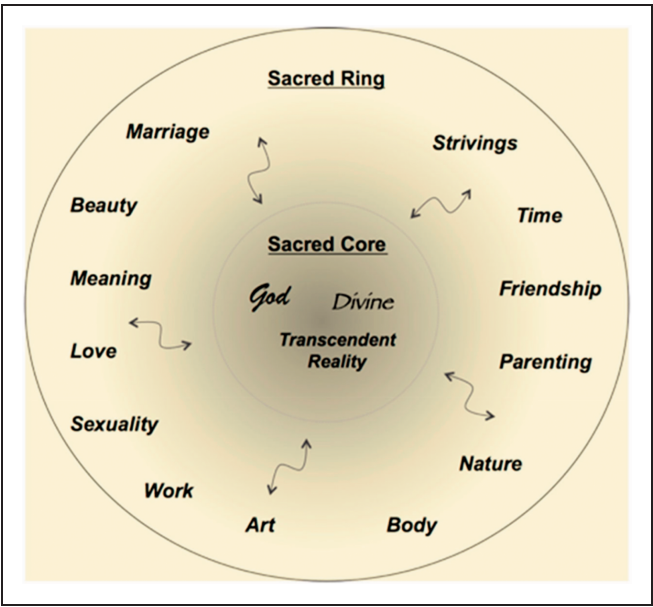 Sacred Ring
Marriage
Strivings
Beauty
Time
Sacred Core
Meaning
God
Divine
Friendship
Transcendent
Reality
Love
Parenting
Sexuality
Nature
Work
Art
Body